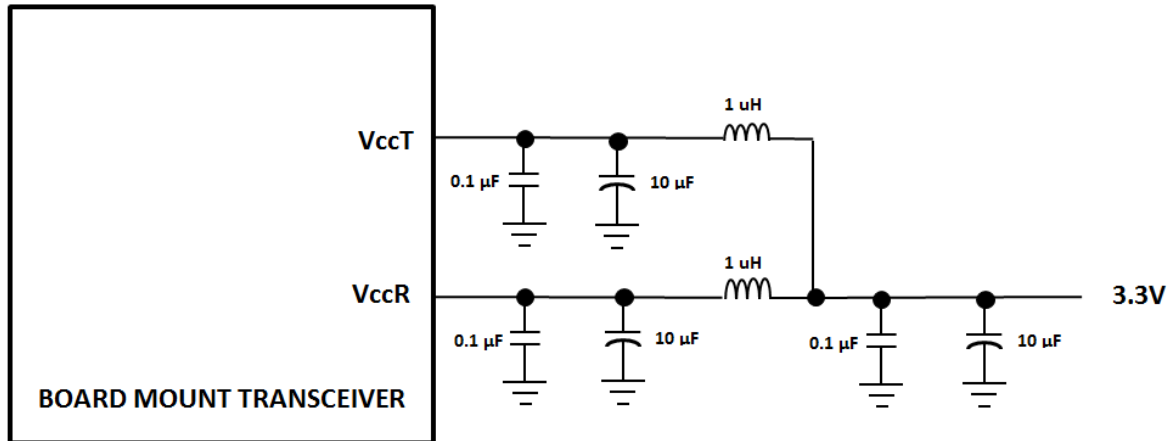 1 uH
VccT
0.1 µF
10 µF
1 uH
VccR
3.3V
0.1 µF
10 µF
0.1 µF
10 µF
BOARD MOUNT TRANSCEIVER